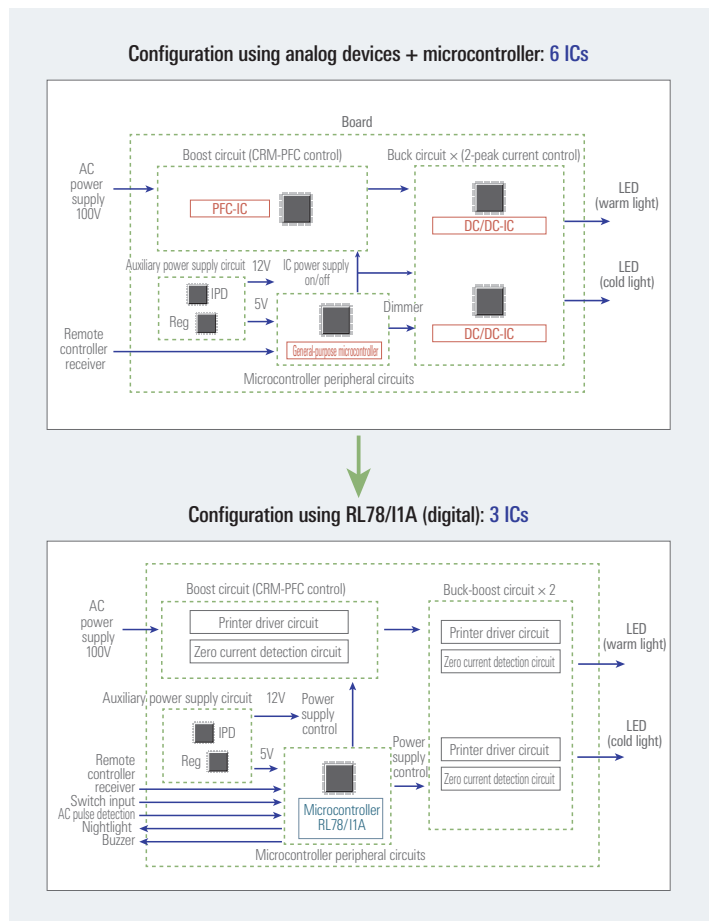 Configuration using analog devices + microcontroller: 6 ICs
Board
Boost circuit (CRM-PFC control)
Buck circuit × (2-peak current control)
AC
power
supply
100V
PFC-IC
DC/DC-IC
LED
(warm light)
Auxiliary power supply circuit
12V
IC power supply
on/off
IPD
5V
Reg
Dimmer
DC/DC-IC
LED
(cold light)
Remote
controller
receiver
General-purpose microcontroller
Microcontroller peripheral circuits
Configuration using RL78/I1A (digital): 3 ICs
Boost circuit (CRM-PFC control)
Buck-boost circuit × 2
AC
power
supply
100V
Printer driver circuit
Zero current detection circuit
Printer driver circuit
Zero current detection circuit
LED
(warm light)
Auxiliary power supply circuit
12V
Power
supply
control
IPD
5V
Reg
Power
supply
control
Printer driver circuit
Zero current detection circuit
LED
(cold light)
Remote
controller
receiver
Switch input
AC pulse detection
Nightlight
Buzzer
Microcontroller
RL78/I1A
Microcontroller peripheral circuits